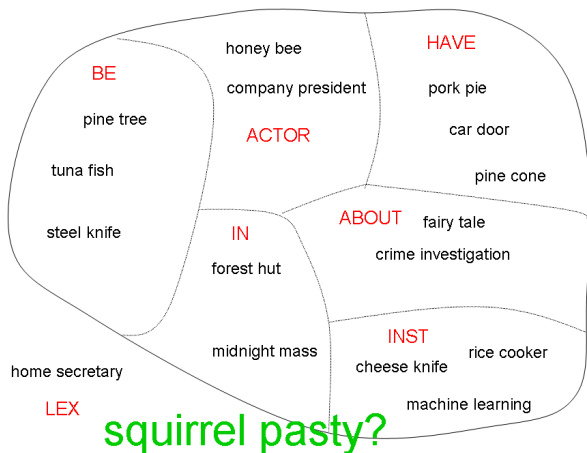 honey bee
HAVE
BE
company president
pork pie
pine tree
car door
ACTOR
tuna fish
pine cone
ABOUT
fairy tale
steel knife
IN
crime investigation
forest hut
INST
midnight mass
rice cooker
cheese knife
home secretary
machine learning
LEX
squirrel pasty?